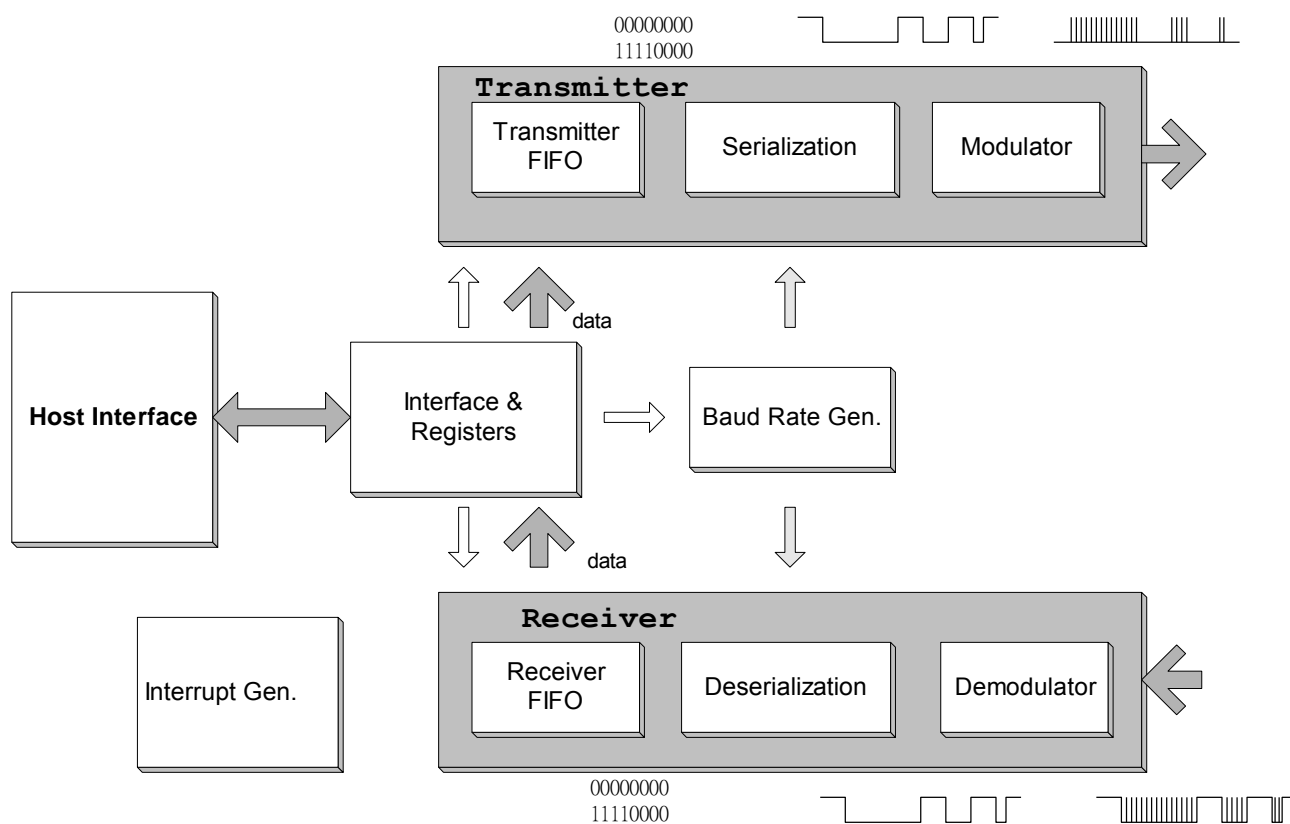 00000000
11110000
Transmitter
Transmitter
FIFO
Serialization
Modulator
data
Host Interface
Interface &
Registers
Baud Rate Gen.
data
Receiver
Interrupt Gen.
Receiver
FIFO
Deserialization
Demodulator
00000000
11110000